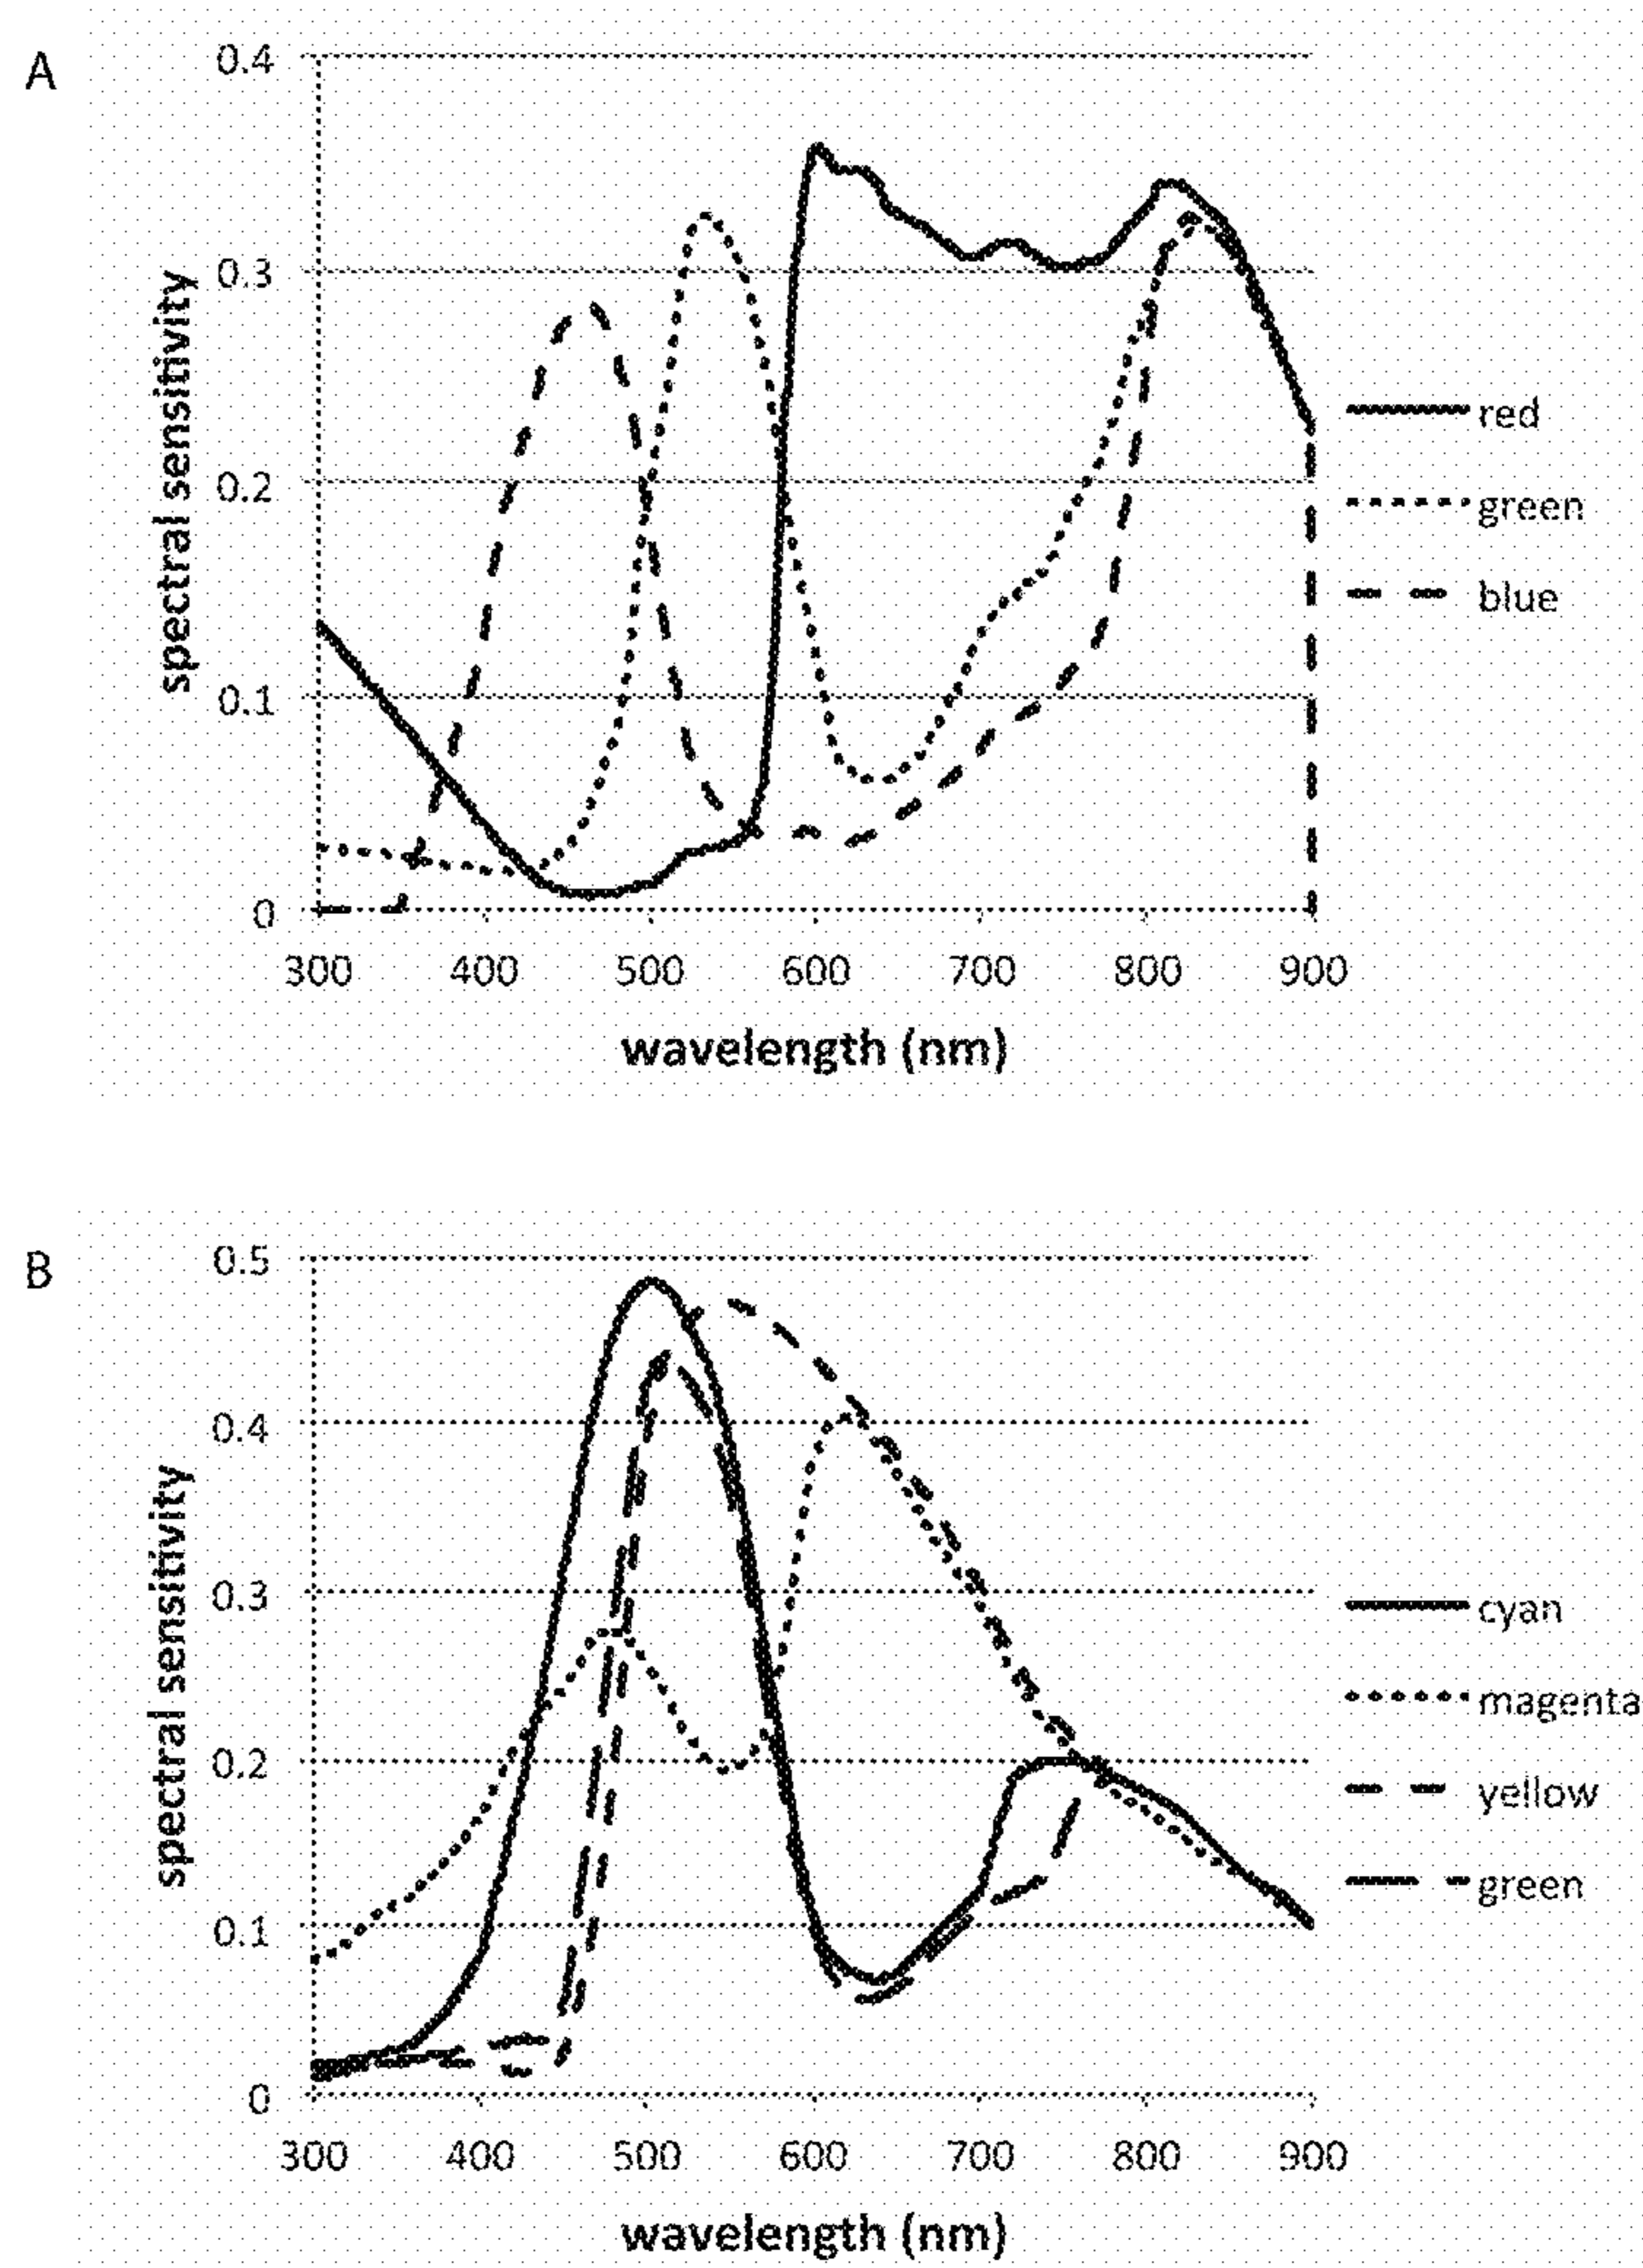 A
0.4
0.3
0.2
0.1
0
spectral sensitivity
300 400 500 600 700 800 900
wavelength (nm)
red
green
blue
B
0.5
0.4
0.3
0.2
0.1
0
spectral sensitivity
300 400 500 600 700 800 900
wavelength (nm)
cyan
magenta
yellow
green